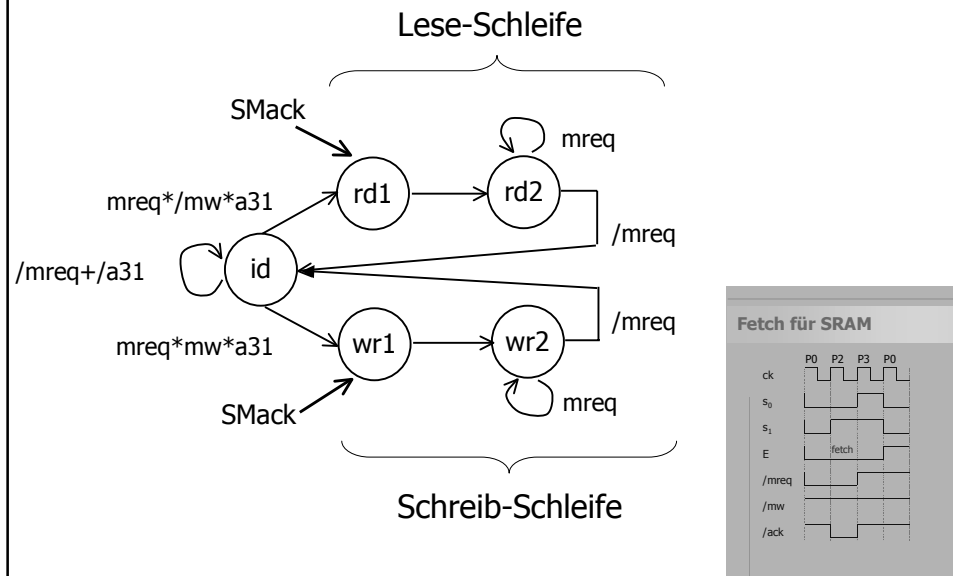 Lese-Schleife
SMack
mreq
mreq*/mw*a31
rd1
rd2
/mreq
/mreq+/a31
id
/mreq
mreq*mw*a31
wr1
wr2
SMack
mreq
Schreib-Schleife
Fetch für SRAM
P0 P2 P3 P0
ck
s0
s1
E
fetch
/mreq
/mw
/ack